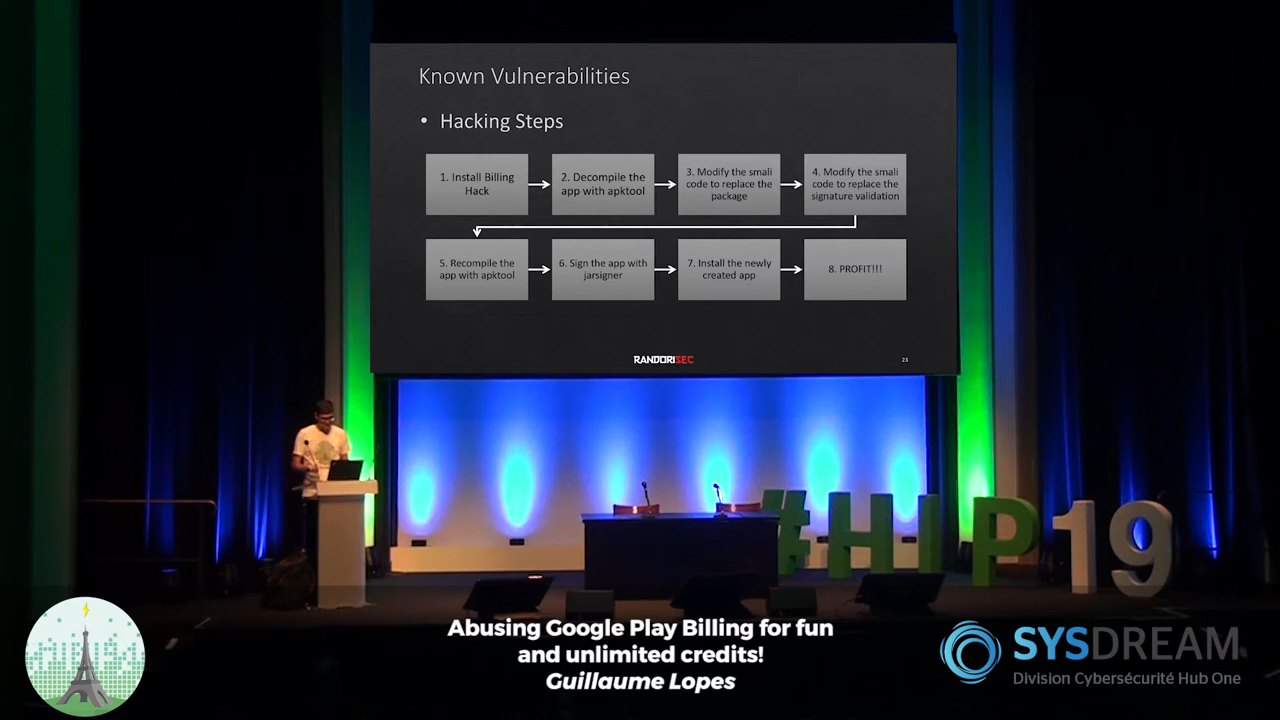 Known Vulnerabilities
• Hacking Steps
1. Install Billing
Hack
2. Decompile the
app with apktool
3. Modify the smali
code to replace the
package
4. Modify the smali
code to replace the
signature validation
5. Recompile the
app with apktool
6. Sign the app with
jarsigner
7. Install the newly
created app
8. PROFIT!!!
RANDORISEC
23
#HIP19
Abusing Google Play Billing for fun
and unlimited credits!
Guillaume Lopes
SYSDREAM
Division Cybersécurité Hub One